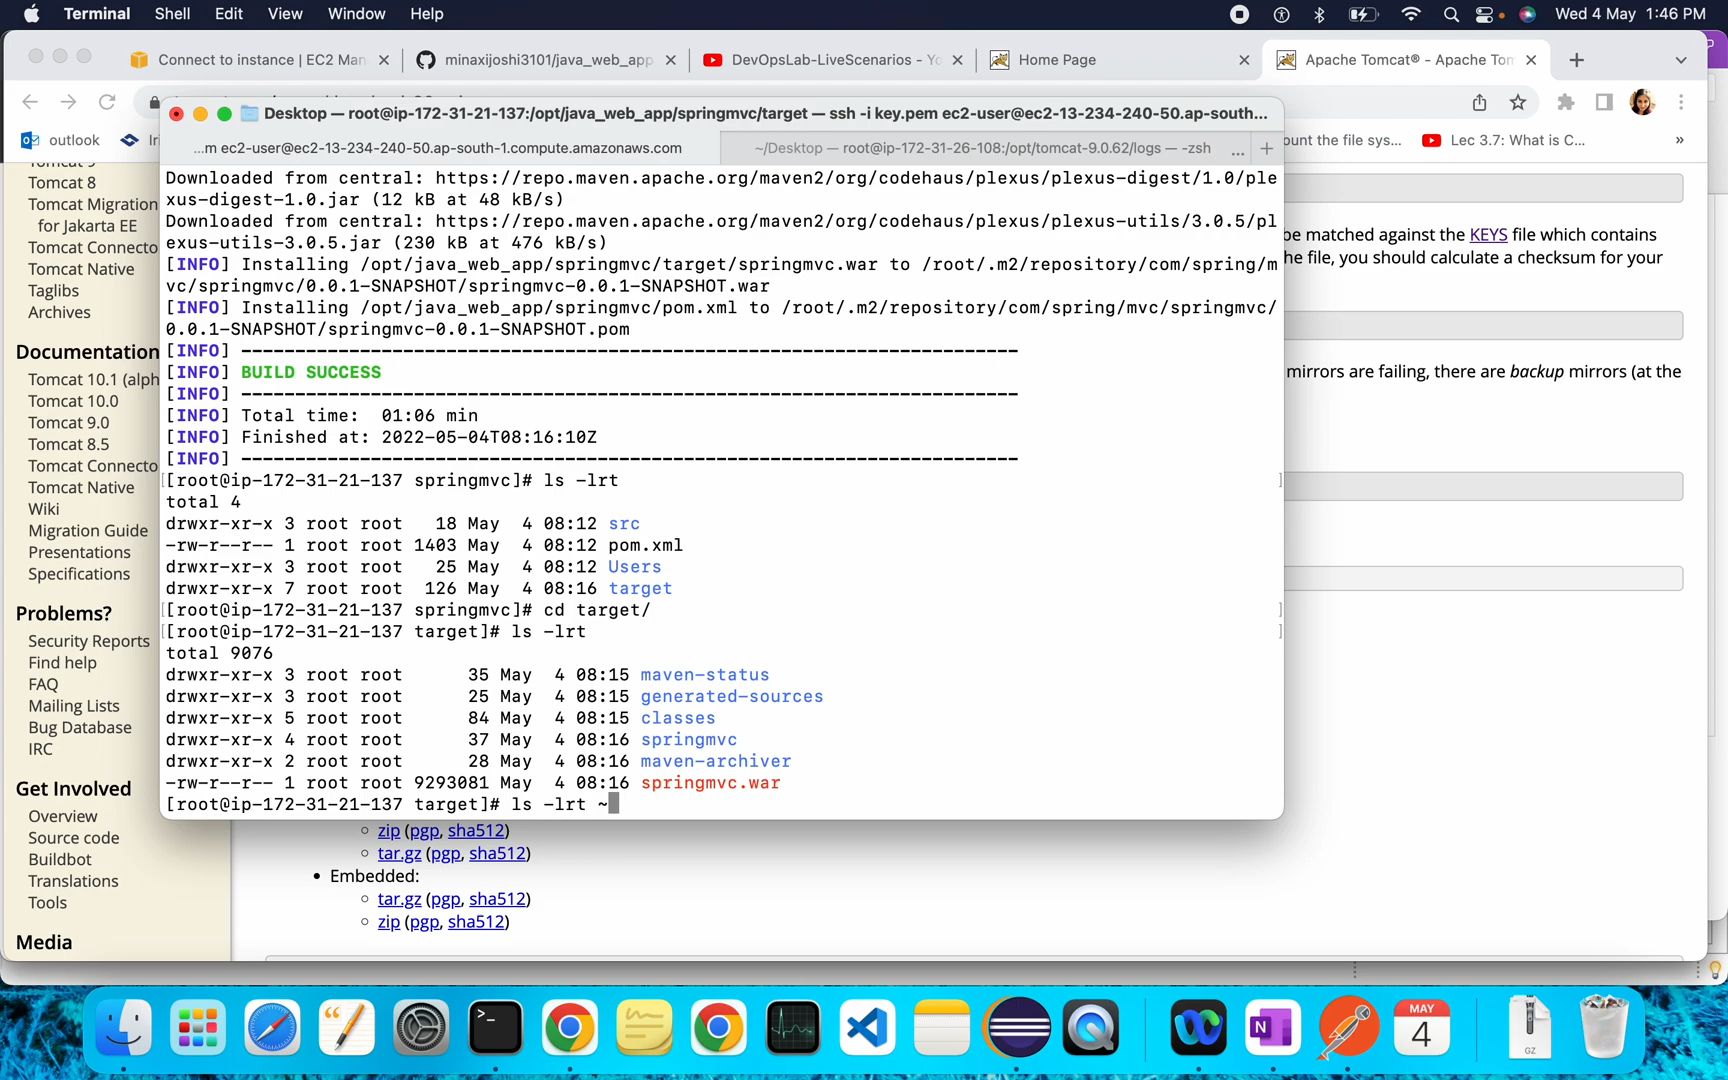 Terminal Shell Edit View Window Help Wed 4 May 1:46 PM
Connect to instance | EC2 Man minaxijoshi3101/java_web_app DevOpsLab-LiveScenarios - Yo Home Page Apache Tomcat® - Apache Tom
Desktop — root@ip-172-31-21-137:/opt/java_web_app/springmvc/target — ssh -i key.pem ec2-user@ec2-13-234-240-50.ap-south...
outlook Iri ount the file sys... Lec 3.7: What is C... »
...m ec2-user@ec2-13-234-240-50.ap-south-1.compute.amazonaws.com ~/Desktop — root@ip-172-31-26-108:/opt/tomcat-9.0.62/logs — -zsh ... +
Tomcat 9
Tomcat 8
Tomcat Migration
for Jakarta EE
Tomcat Connecto
Tomcat Native
Taglibs
Archives
Documentation
Tomcat 10.1 (alph
Tomcat 10.0
Tomcat 9.0
Tomcat 8.5
Tomcat Connecto
Tomcat Native
Wiki
Migration Guide
Presentations
Specifications
Problems?
Security Reports
Find help
FAQ
Mailing Lists
Bug Database
IRC
Get Involved
Overview
Source code
Buildbot
Translations
Tools
Media
Downloaded from central: https://repo.maven.apache.org/maven2/org/codehaus/plexus/plexus-digest/1.0/ple
xus-digest-1.0.jar (12 kB at 48 kB/s)
Downloaded from central: https://repo.maven.apache.org/maven2/org/codehaus/plexus/plexus-utils/3.0.5/pl
exus-utils-3.0.5.jar (230 kB at 476 kB/s)
[INFO] Installing /opt/java_web_app/springmvc/target/springmvc.war to /root/.m2/repository/com/spring/m
vc/springmvc/0.0.1-SNAPSHOT/springmvc-0.0.1-SNAPSHOT.war
[INFO] Installing /opt/java_web_app/springmvc/pom.xml to /root/.m2/repository/com/spring/mvc/springmvc/
0.0.1-SNAPSHOT/springmvc-0.0.1-SNAPSHOT.pom
[INFO] ------------------------------------------------------------------------
[INFO] BUILD SUCCESS
[INFO] ------------------------------------------------------------------------
[INFO] Total time:  01:06 min
[INFO] Finished at: 2022-05-04T08:16:10Z
[INFO] ------------------------------------------------------------------------
[[root@ip-172-31-21-137 springmvc]# ls -lrt ]
total 4
drwxr-xr-x 3 root root   18 May  4 08:12 src
-rw-r--r-- 1 root root 1403 May  4 08:12 pom.xml
drwxr-xr-x 3 root root   25 May  4 08:12 Users
drwxr-xr-x 7 root root  126 May  4 08:16 target
[[root@ip-172-31-21-137 springmvc]# cd target/ ]
[[root@ip-172-31-21-137 target]# ls -lrt ]
total 9076
drwxr-xr-x 3 root root      35 May  4 08:15 maven-status
drwxr-xr-x 3 root root      25 May  4 08:15 generated-sources
drwxr-xr-x 5 root root      84 May  4 08:15 classes
drwxr-xr-x 4 root root      37 May  4 08:16 springmvc
drwxr-xr-x 2 root root      28 May  4 08:16 maven-archiver
-rw-r--r-- 1 root root 9293081 May  4 08:16 springmvc.war
[root@ip-172-31-21-137 target]# ls -lrt ~
be matched against the KEYS file which contains
he file, you should calculate a checksum for your
mirrors are failing, there are backup mirrors (at the
zip (pgp, sha512)
tar.gz (pgp, sha512)
• Embedded:
tar.gz (pgp, sha512)
zip (pgp, sha512)
MAY
4
N
GZ